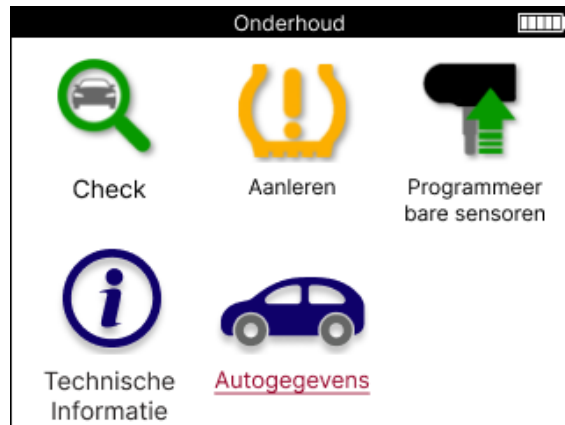 Onderhoud
Check
Aanleren
Programmeer
bare sensoren
Technische
Informatie
Autogegevens